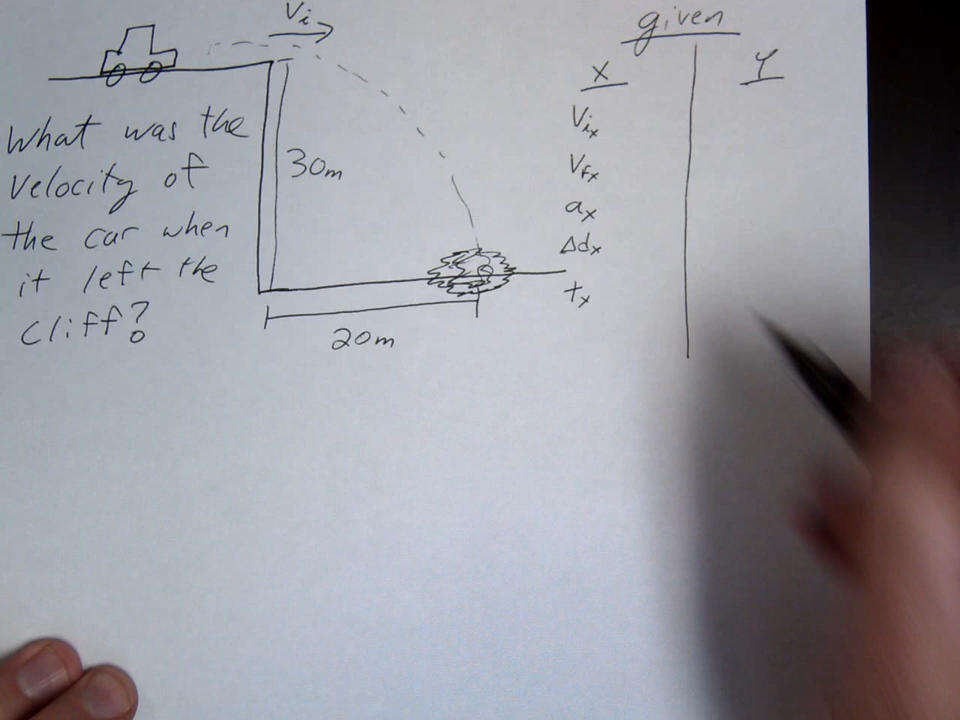 Vi
given
x
y
What was the
velocity of
the car when
it left the
cliff?
30m
20m
Vix
Vfx
ax
Δdx
tx